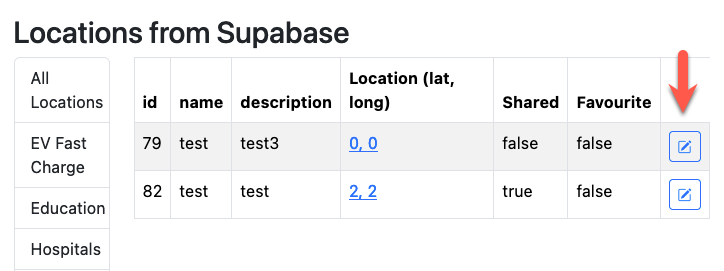 Locations from Supabase
All
Locations
EV Fast
Charge
Education
Hospitals
id name description Location (lat,
long) Shared Favourite
79 test test3 0, 0 false false
82 test test 2, 2 true false